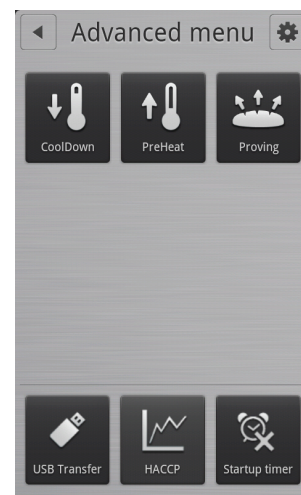 Advanced menu
CoolDown
PreHeat
Proving
USB Transfer
HACCP
Startup timer